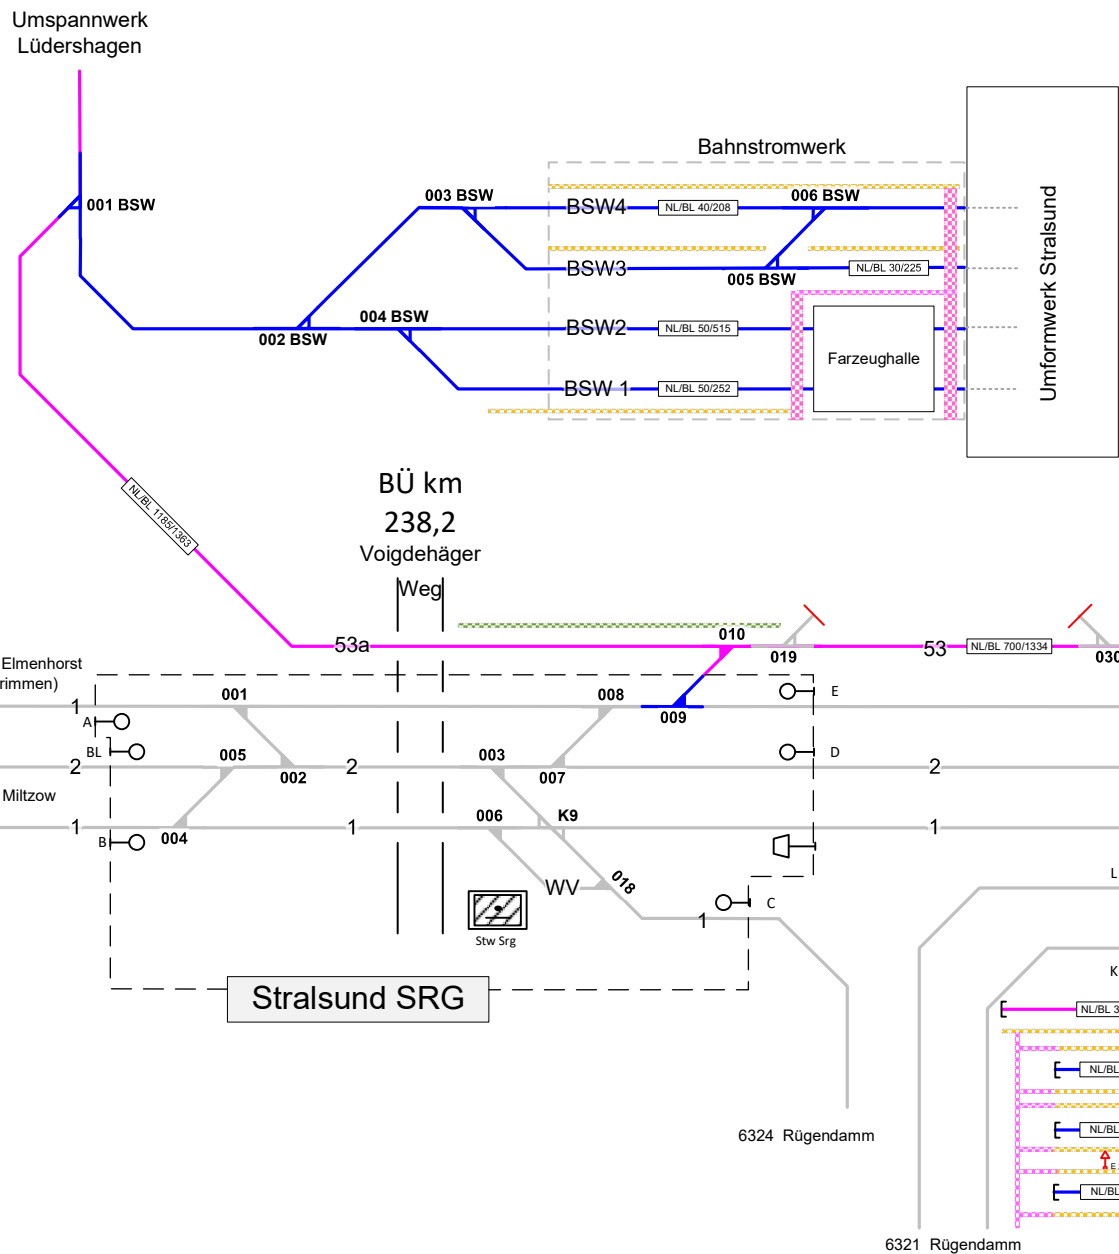 Umspannwerk
Lüdershagen
Bahnstromwerk
Umformwerk Stralsund
001 BSW
003 BSW
006 BSW
BSW4
NL/BL 40/208
BSW3
NL/BL 30/225
005 BSW
004 BSW
002 BSW
BSW2
NL/BL 50/515
Farzeughalle
BSW 1
NL/BL 50/252
NL/BL 1185/1363
BÜ km
238,2
Voigdehäger
Weg
010
53a
019
53
NL/BL 700/1334
030
Elmenhorst
rimmen)
1
001
008
009
E
A
BL
D
2
005
002
2
003
007
2
Miltzow
1
004
1
006
K9
1
B
WV
018
C
1
L
Stw Srg
Stralsund SRG
K
NL/BL 3
NL/BL
NL/BL
E
NL/BL
6324 Rügendamm
6321 Rügendamm